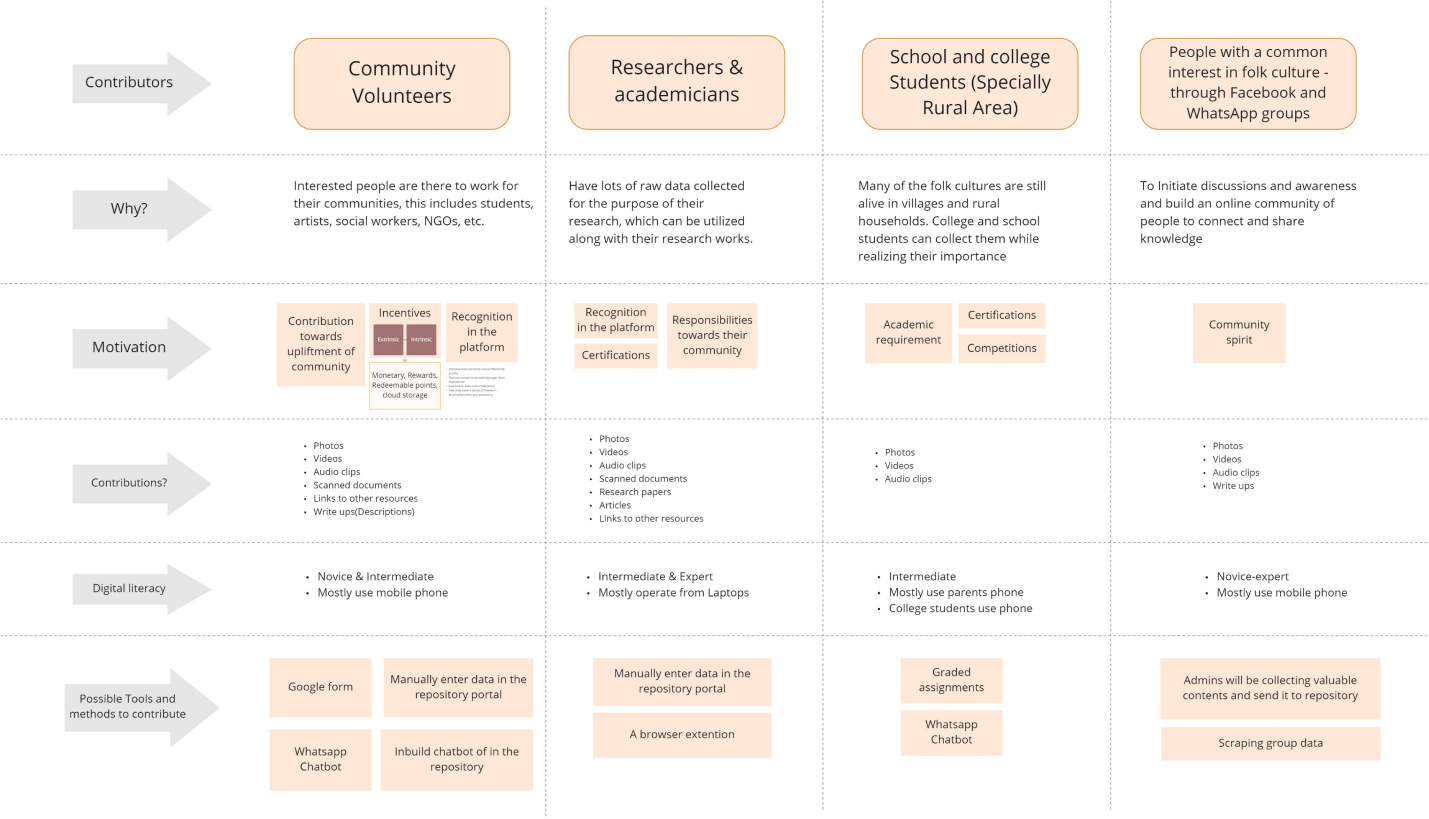 Contributors
Community
Volunteers
Researchers &
academicians
School and college
Students (Specially
Rural Area)
People with a common
interest in folk culture -
through Facebook and
WhatsApp groups
Why?
Interested people are there to work for
their communities, this includes students,
artists, social workers, NGOs, etc.
Have lots of raw data collected
for the purpose of their
research, which can be utilized
along with their research works.
Many of the folk cultures are still
alive in villages and rural
households. College and school
students can collect them while
realizing their importance
To Initiate discussions and awareness
and build an online community of
people to connect and share
knowledge
Motivation
Contribution
towards
upliftment of
community
Incentives
Extrinsic
Intrinsic
Monetary, Rewards,
Redeemable points,
cloud storage
Recognition
in the
platform
Recognition
in the platform
Certifications
Responsibilities
towards their
community
Academic
requirement
Certifications
Competitions
Community
spirit
Contributions?
• Photos
• Videos
• Audio clips
• Scanned documents
• Links to other resources
• Write ups(Descriptions)
• Photos
• Videos
• Audio clips
• Scanned documents
• Research papers
• Articles
• Links to other resources
• Photos
• Videos
• Audio clips
• Photos
• Videos
• Audio clips
• Write ups
Digital literacy
• Novice & Intermediate
• Mostly use mobile phone
• Intermediate & Expert
• Mostly operate from Laptops
• Intermediate
• Mostly use parents phone
• College students use phone
• Novice-expert
• Mostly use mobile phone
Possible Tools and
methods to contribute
Google form
Manually enter data in the
repository portal
Whatsapp
Chatbot
Inbuild chatbot of in the
repository
Manually enter data in the
repository portal
A browser extention
Graded
assignments
Whatsapp
Chatbot
Admins will be collecting valuable
contents and send it to repository
Scraping group data